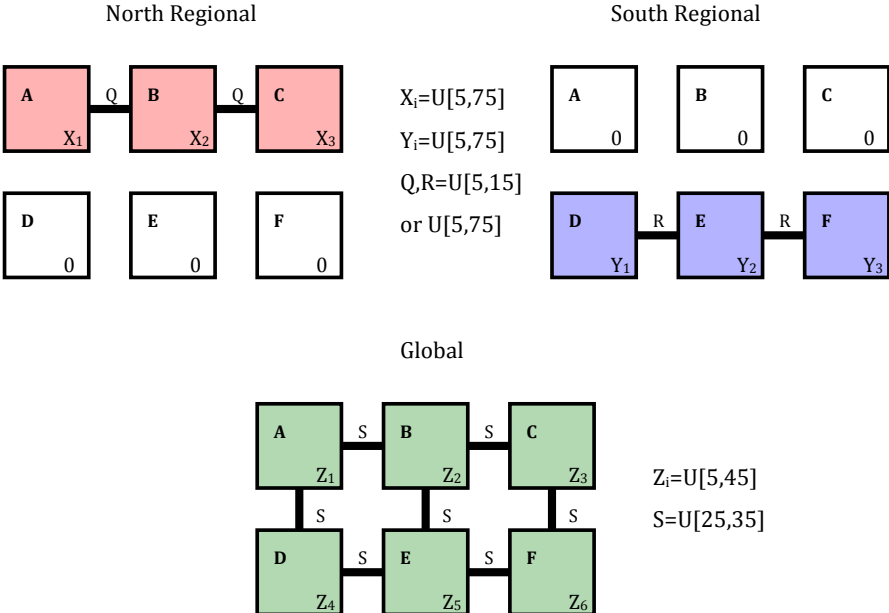 North Regional
South Regional
A Q B Q C
X₁ X₂ X₃
D E F
0 0 0
Xᵢ=U[5,75]
Yᵢ=U[5,75]
Q,R=U[5,15]
or U[5,75]
A B C
0 0 0
D R E R F
Y₁ Y₂ Y₃
Global
A S B S C
Z₁ Z₂ Z₃
S S S
D S E S F
Z₄ Z₅ Z₆
Zᵢ=U[5,45]
S=U[25,35]